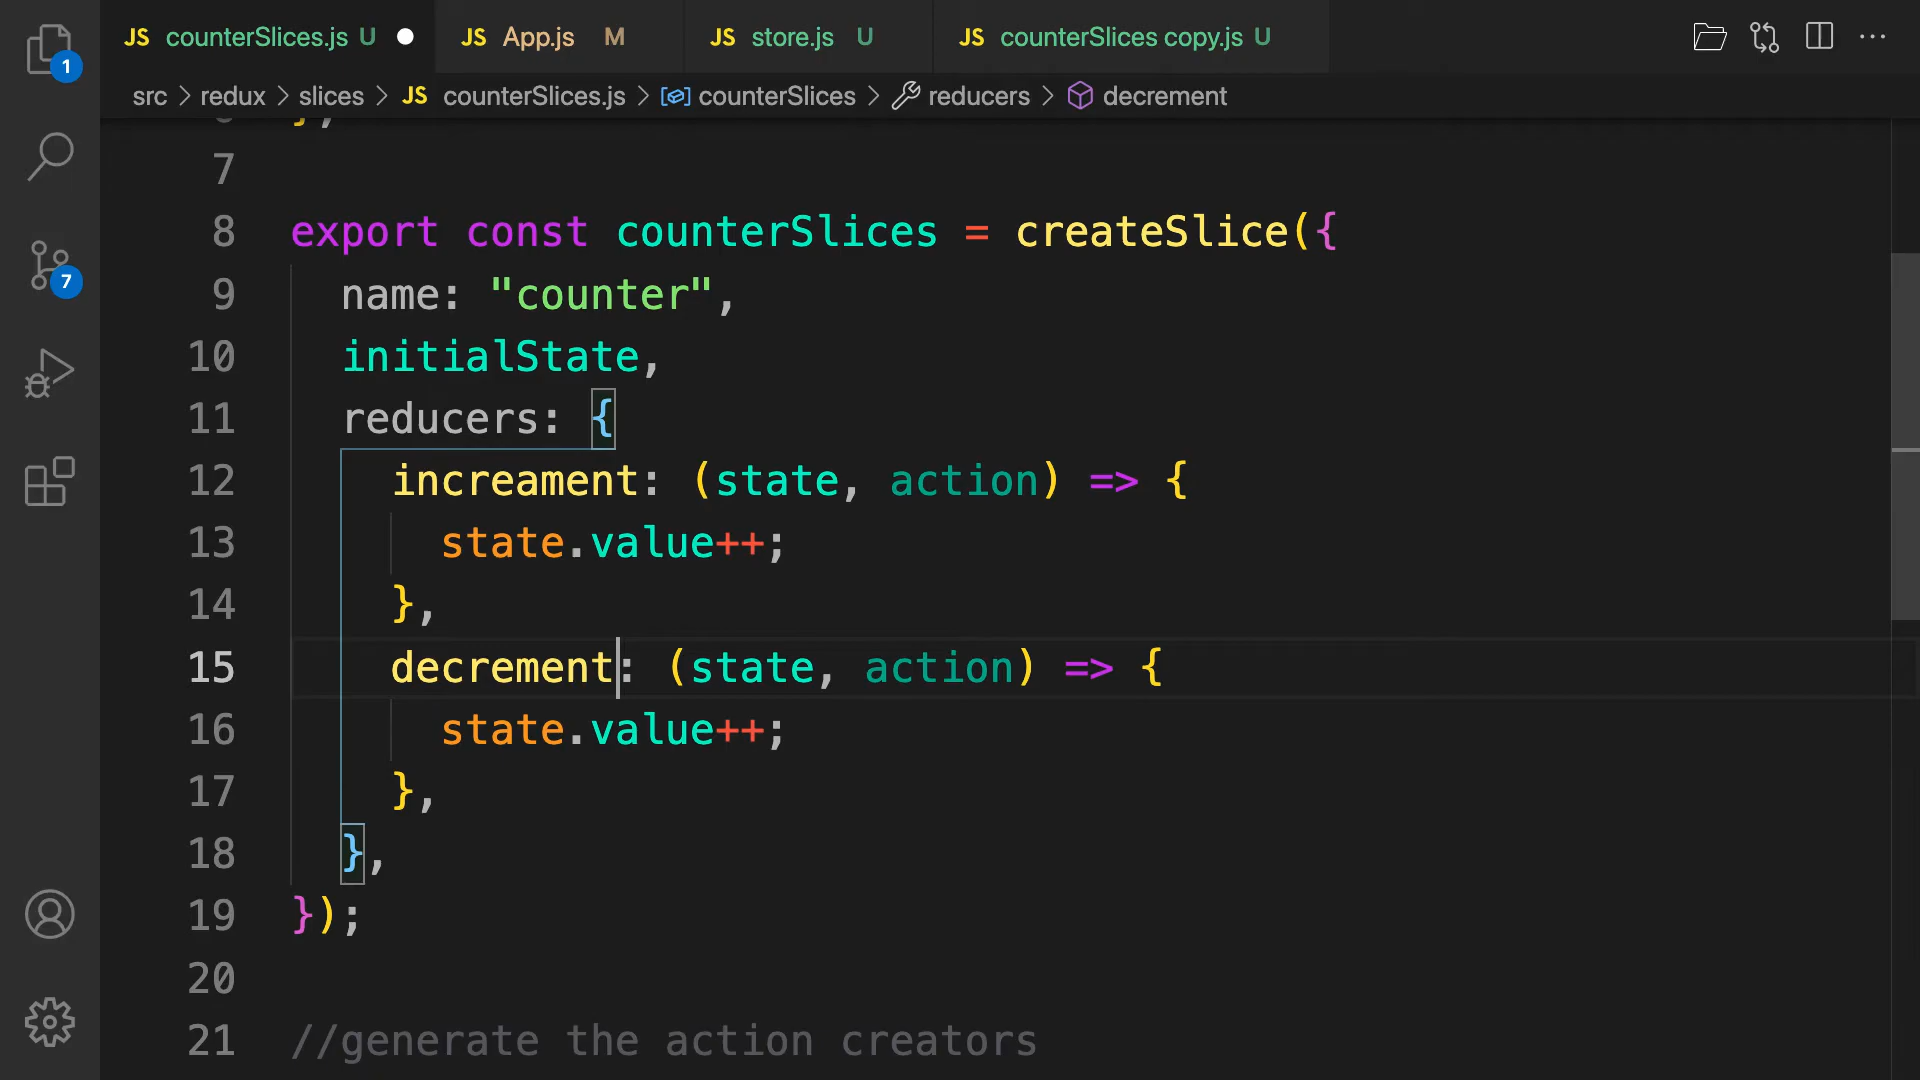 JS counterSlices.js U JS App.js M JS store.js U JS counterSlices copy.js U
1
src redux slices JS counterSlices.js counterSlices reducers decrement
};
7
8 export const counterSlices = createSlice({
9 name: "counter",
7
10 initialState,
11 reducers: {
12 increament: (state, action) => {
13 state.value++;
14 },
15 decrement: (state, action) => {
16 state.value++;
17 },
18 },
19 });
20
21 //generate the action creators